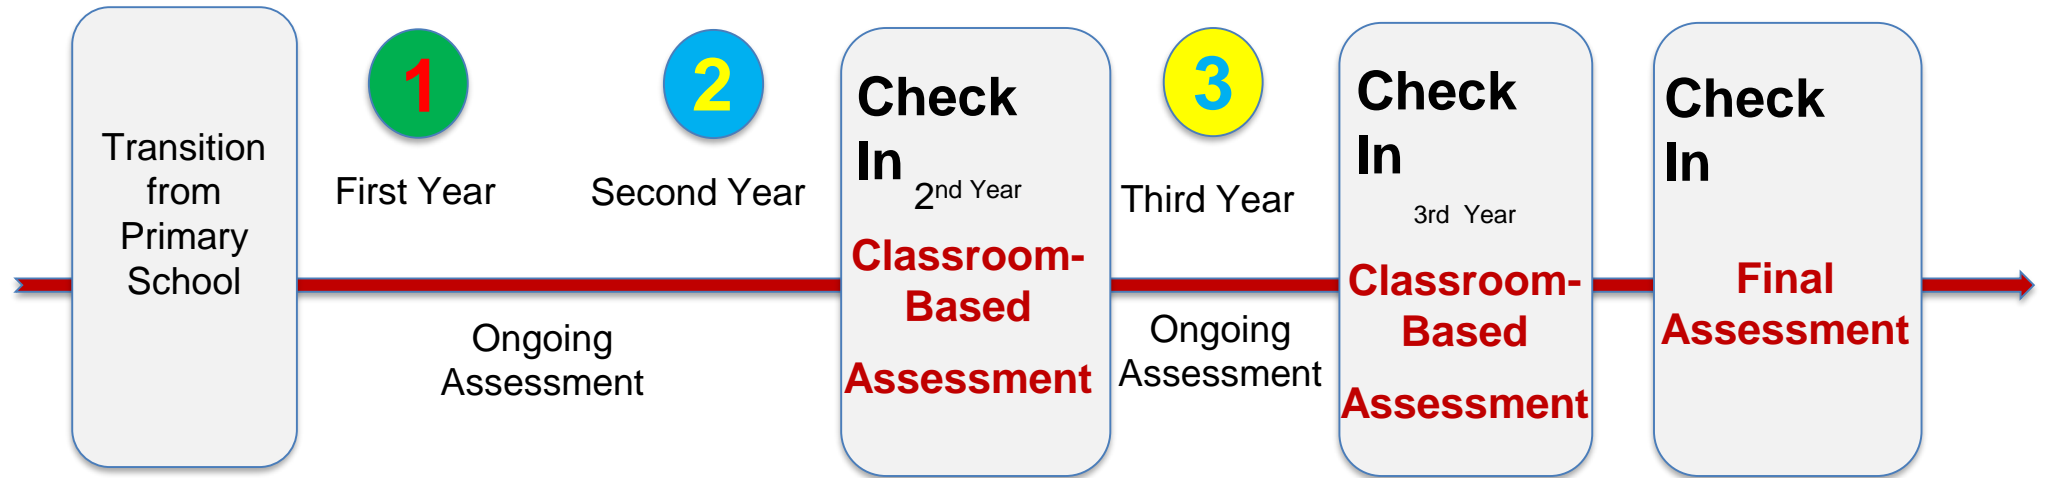 Transition
from
Primary
School
1
First Year
2
Second Year
Ongoing
Assessment
Check
In
2nd Year
Classroom-
Based
Assessment
3
Third Year
Ongoing
Assessment
Check
In
3rd Year
Classroom-
Based
Assessment
Check
In
Final
Assessment